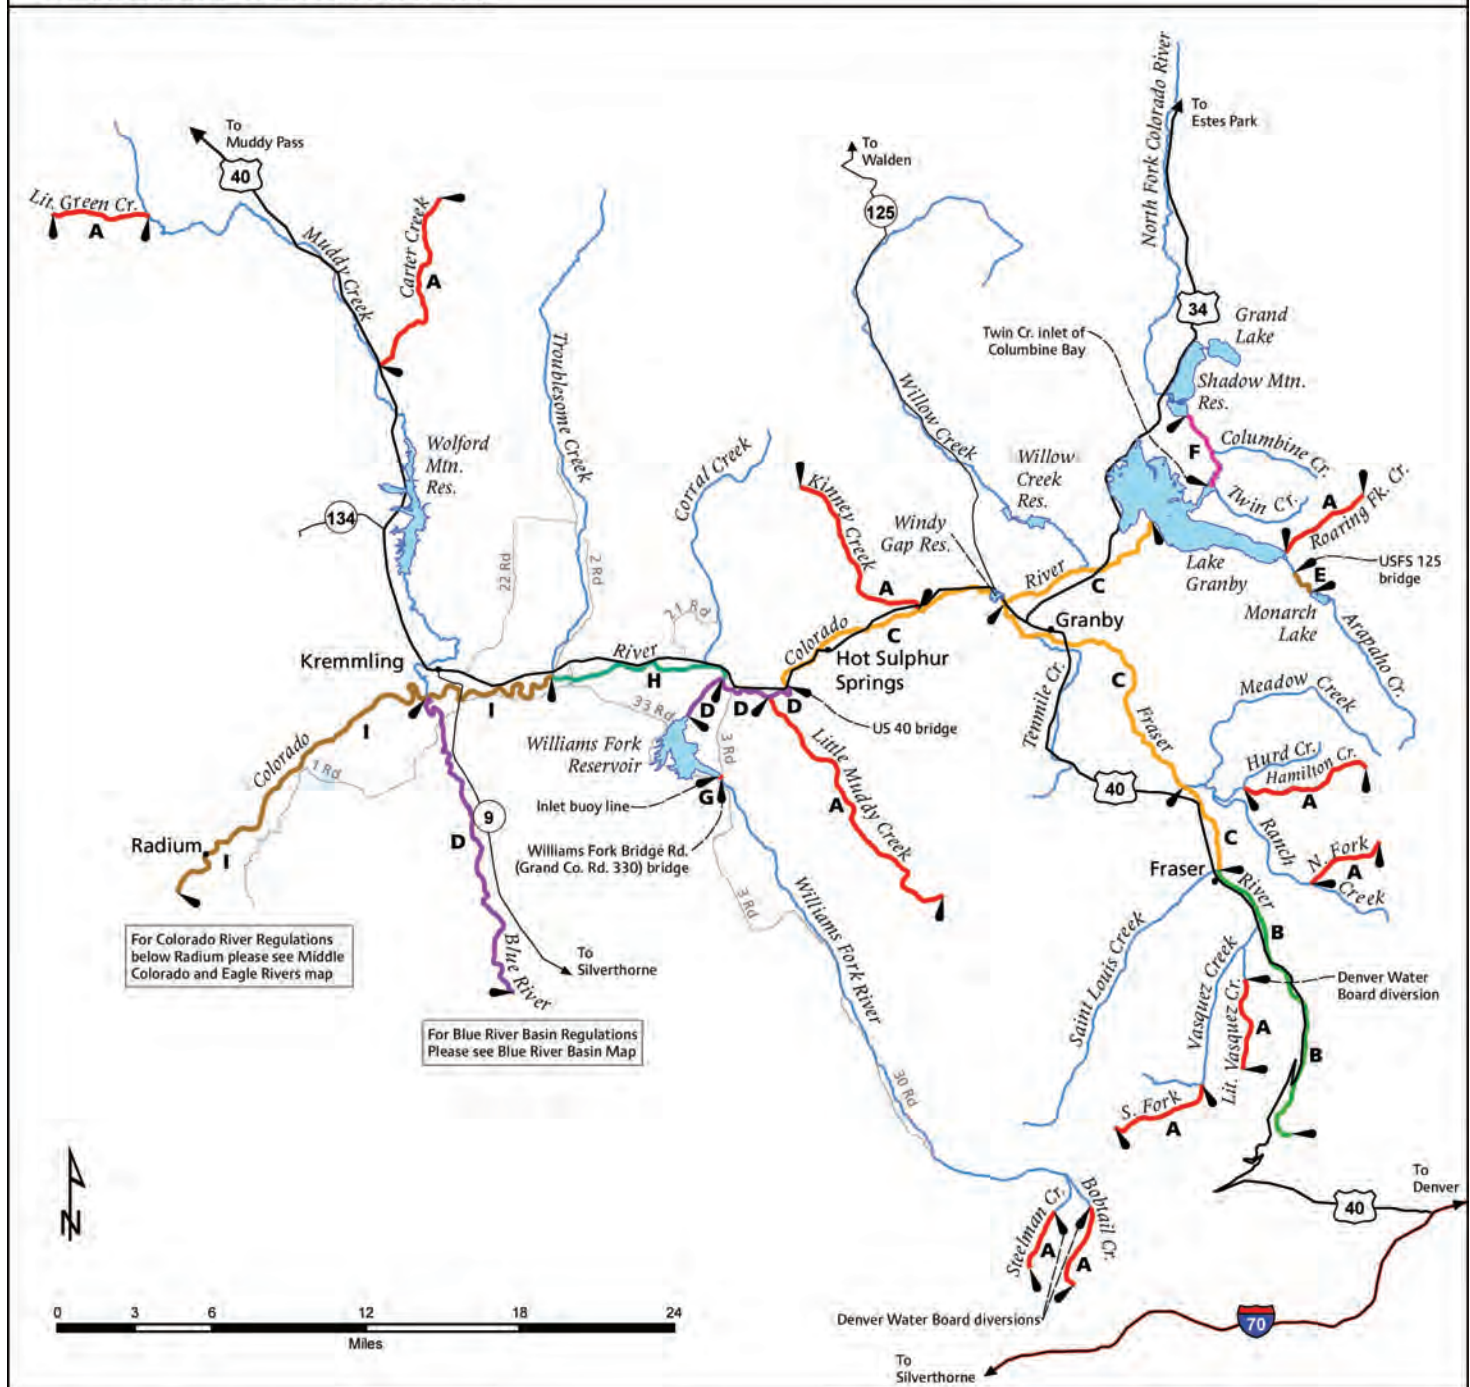 To
Muddy Pass
40
Lit. Green Cr.
A
Muddy Creek
Carter Creek
A
To
Walden
125
North Fork Colorado River
To
Estes Park
34
Grand
Lake
Twin Cr. inlet of
Columbine Bay
Shadow Mtn.
Res.
F
Columbine Cr.
Twin Cr.
A
Roaring Fk. Cr.
USFS 125
bridge
E
Monarch
Lake
Arapaho Cr.
Troublesome Creek
Wolford
Mtn.
Res.
134
22 Rd
2 Rd
Corral Creek
21 Rd
Kinney Creek
A
Willow Creek
Willow
Creek
Res.
Windy
Gap Res.
River
C
Lake
Granby
Granby
Colorado
C
Hot Sulphur
Springs
Kremmling
River
H
I
I
D
D
D
US 40 bridge
33 Rd
3 Rd
Williams Fork
Reservoir
Inlet buoy line
G
Williams Fork Bridge Rd.
(Grand Co. Rd. 330) bridge
Little Muddy Creek
A
Tenmile Cr.
C
Fraser
Meadow Creek
Hurd Cr.
Hamilton Cr.
A
40
C
Ranch
Creek
N. Fork
A
Fraser
River
B
Colorado
1 Rd
Radium
I
9
D
Blue River
To
Silverthorne
3 Rd
Williams Fork River
30 Rd
Saint Louis Creek
Vasquez Creek
Lit. Vasquez Cr.
A
Denver Water
Board diversion
B
S. Fork
A
For Colorado River Regulations
below Radium please see Middle
Colorado and Eagle Rivers map
For Blue River Basin Regulations
Please see Blue River Basin Map
N
0 3 6 12 18 24
Miles
Steelman Cr.
A
Bobtail Cr.
A
Denver Water Board diversions
40
To
Denver
70
To
Silverthorne